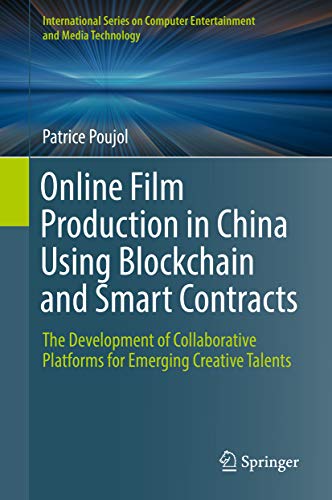 International Series on Computer Entertainment
and Media Technology
Patrice Poujol
Online Film
Production in China
Using Blockchain
and Smart Contracts
The Development of Collaborative
Platforms for Emerging Creative Talents
Springer